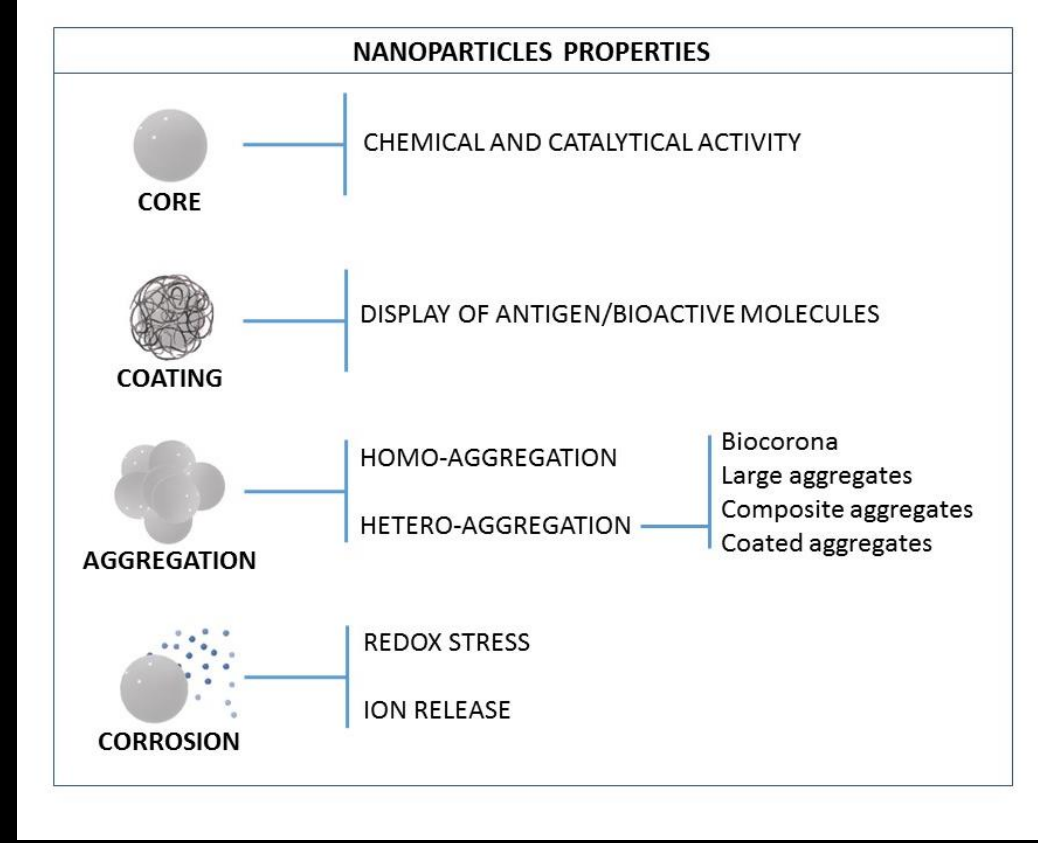 NANOPARTICLES PROPERTIES
CHEMICAL AND CATALYTICAL ACTIVITY
CORE
DISPLAY OF ANTIGEN/BIOACTIVE MOLECULES
COATING
HOMO-AGGREGATION
HETERO-AGGREGATION
Biocorona
Large aggregates
Composite aggregates
Coated aggregates
AGGREGATION
REDOX STRESS
ION RELEASE
CORROSION